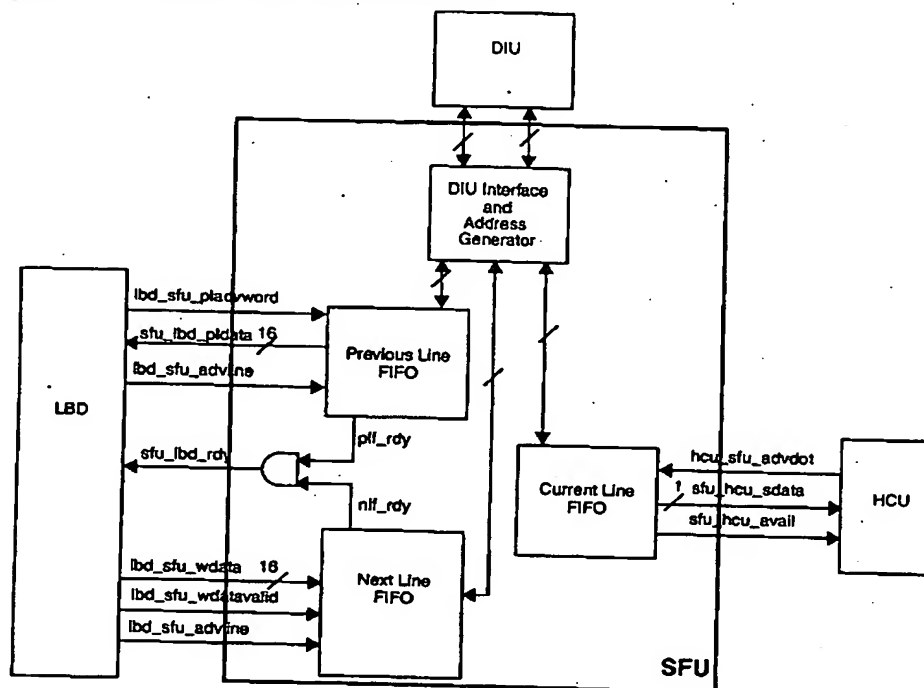 DIU
DIU Interface
and
Address
Generator
lbd_sfu_pladvword
sfu_lbd_pldata 16
lbd_sfu_advline
Previous Line
FIFO
LBD
plf_rdy
sfu_lbd_rdy
nlf_rdy
hcu_sfu_advdot
1 sfu_hcu_sdata
sfu_hcu_avail
Current Line
FIFO
HCU
lbd_sfu_wdata 16
lbd_sfu_wdatavalid
lbd_sfu_advline
Next Line
FIFO
SFU